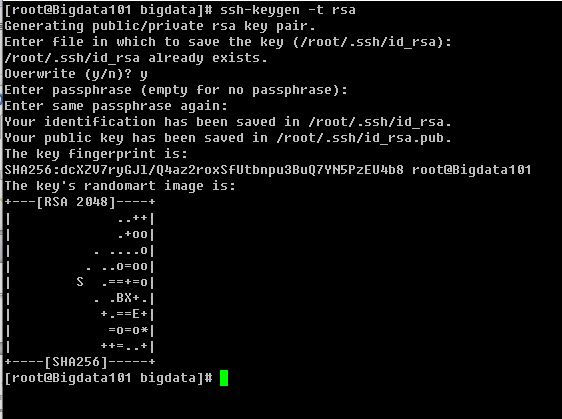 [root@Bigdata101 bigdata]# ssh-keygen -t rsa
Generating public/private rsa key pair.
Enter file in which to save the key (/root/.ssh/id_rsa):
/root/.ssh/id_rsa already exists.
Overwrite (y/n)? y
Enter passphrase (empty for no passphrase):
Enter same passphrase again:
Your identification has been saved in /root/.ssh/id_rsa.
Your public key has been saved in /root/.ssh/id_rsa.pub.
The key fingerprint is:
SHA256:dcXZV7ryGJl/Q4az2roxSfUtbnpu3BuQ7YN5PzEU4b8 root@Bigdata101
The key's randomart image is:
+---[RSA 2048]----+
|              ..++|
|              .+oo|
|           . ....o|
|          . ..o=oo|
|         S  .==+=o|
|           . .BX+.|
|            +.==E+|
|             =o=o*|
|            ++=..+|
+----[SHA256]-----+
[root@Bigdata101 bigdata]#